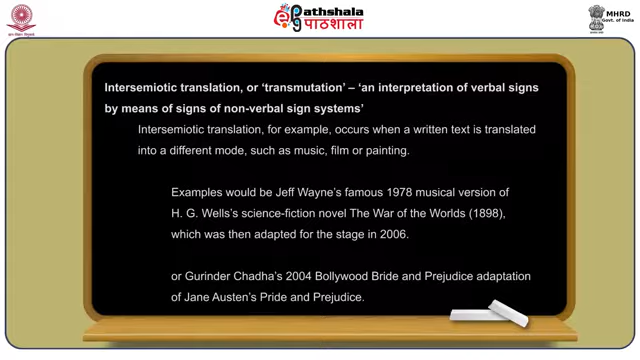 ePathshala
पाठशाला
MHRD
Govt. of India
Intersemiotic translation, or ‘transmutation’ – ‘an interpretation of verbal signs
by means of signs of non-verbal sign systems’
Intersemiotic translation, for example, occurs when a written text is translated
into a different mode, such as music, film or painting.
Examples would be Jeff Wayne’s famous 1978 musical version of
H. G. Wells’s science-fiction novel The War of the Worlds (1898),
which was then adapted for the stage in 2006.
or Gurinder Chadha’s 2004 Bollywood Bride and Prejudice adaptation
of Jane Austen’s Pride and Prejudice.